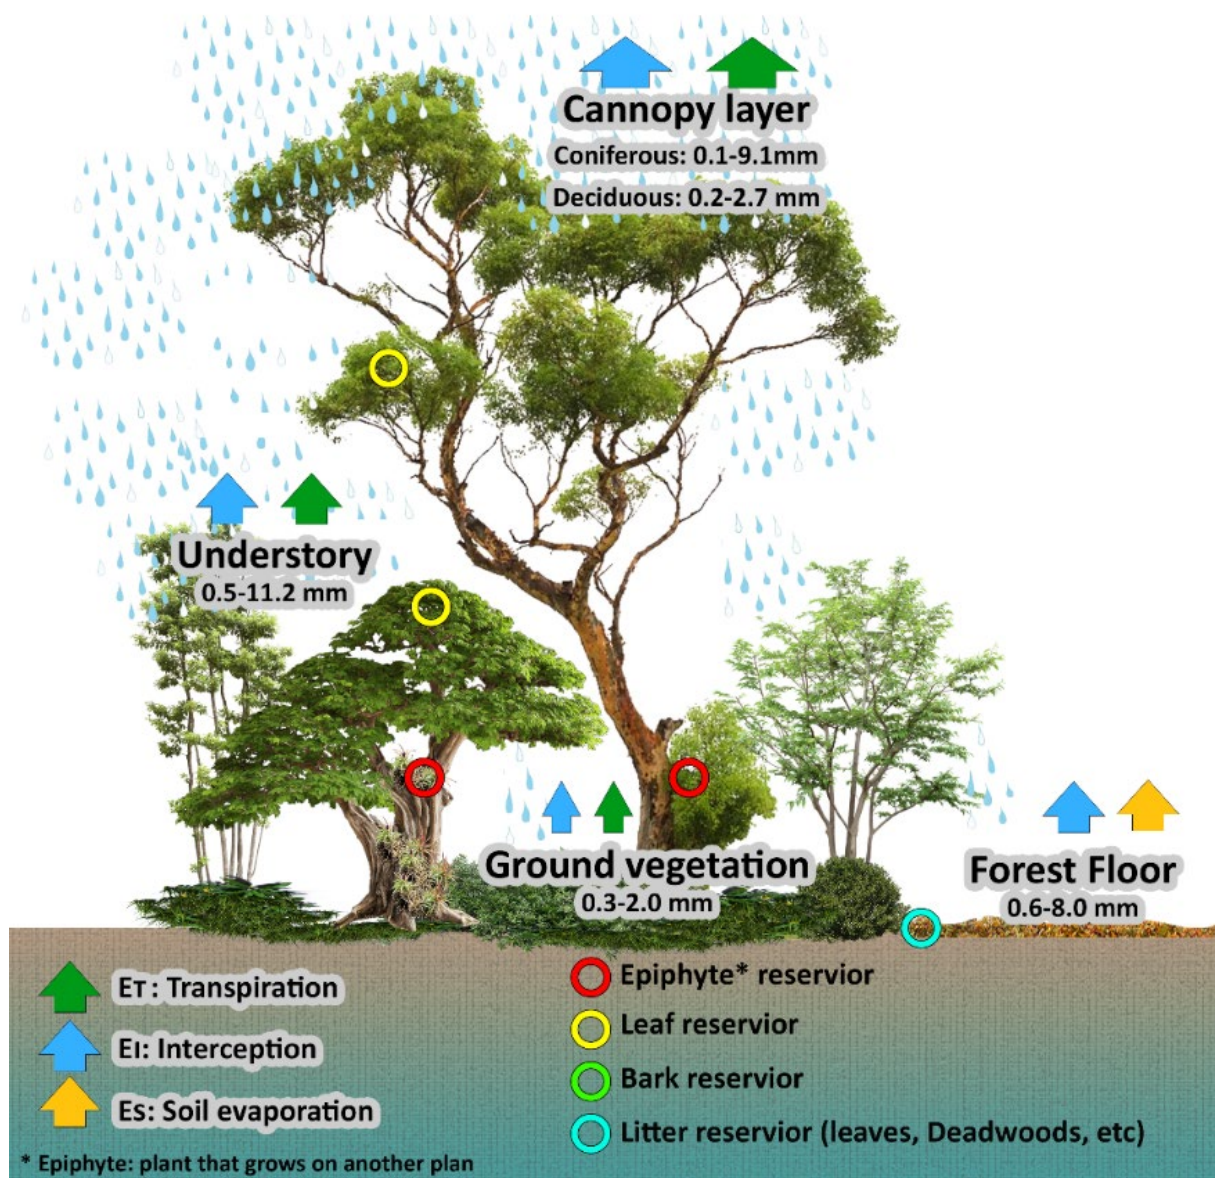 Cannopy layer
Coniferous: 0.1-9.1mm
Deciduous: 0.2-2.7 mm
Understory
0.5-11.2 mm
Ground vegetation
0.3-2.0 mm
Forest Floor
0.6-8.0 mm
ET: Transpiration
EI: Interception
ES: Soil evaporation
* Epiphyte: plant that grows on another plan
Epiphyte* reservior
Leaf reservior
Bark reservior
Litter reservior (leaves, Deadwoods, etc)